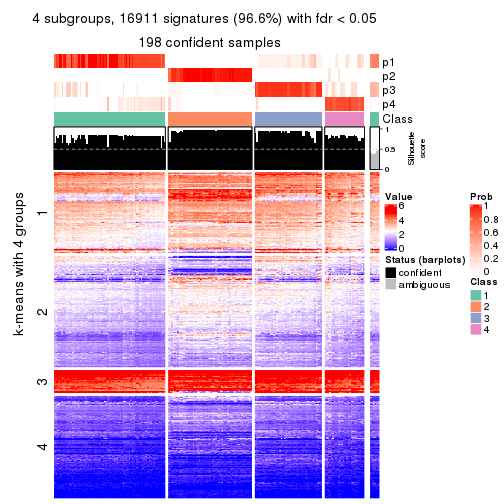 4 subgroups, 16911 signatures (96.6%) with fdr < 0.05
198 confident samples
p1
p2
p3
p4
Class
1
0.5
0
Silhouette
score
k-means with 4 groups
1
2
3
4
Value
6
4
2
0
Status (barplots)
confident
ambiguous
Prob
1
0.8
0.6
0.4
0.2
0
Class
1
2
3
4